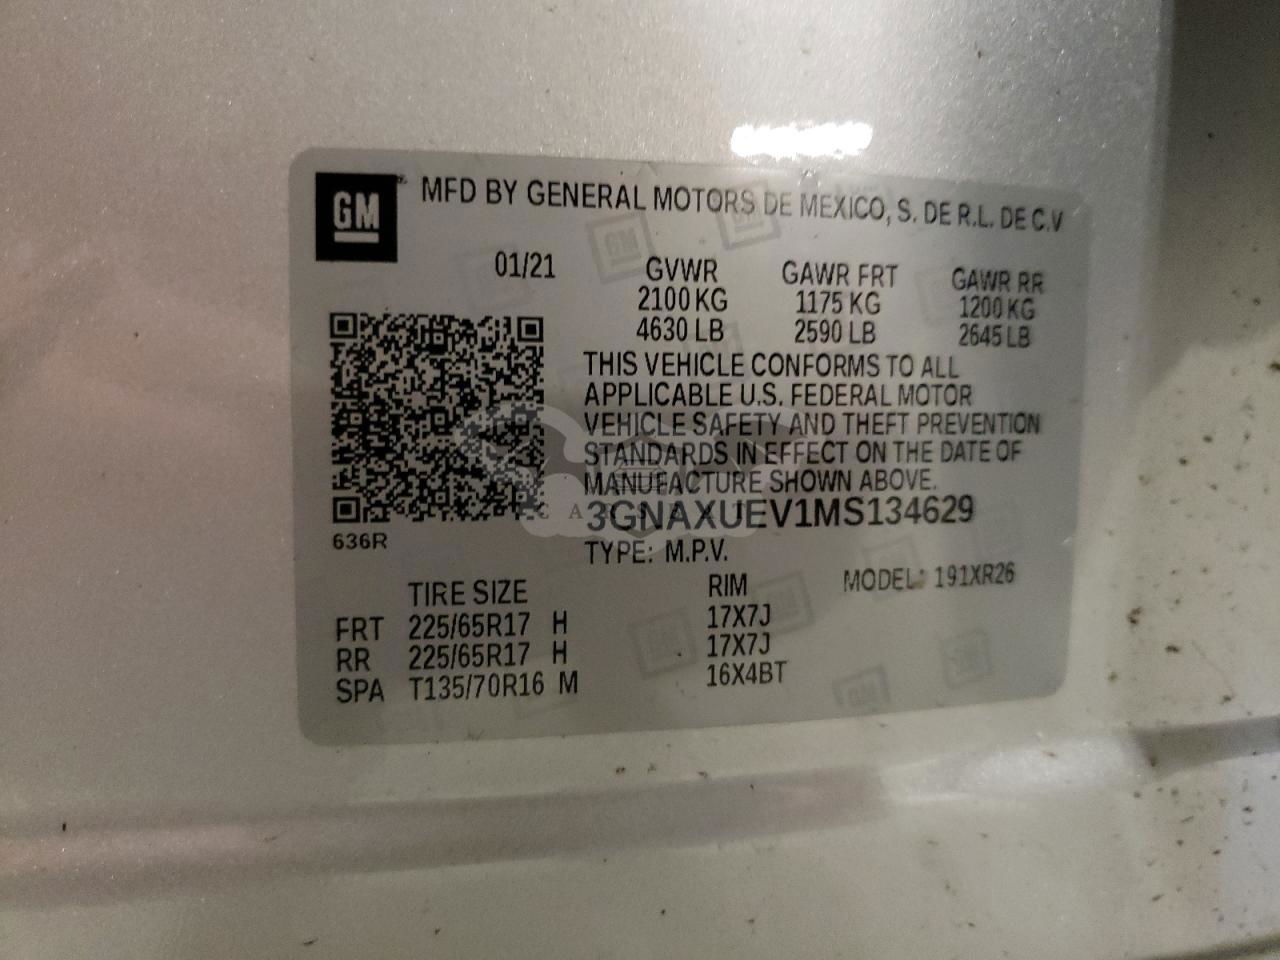 GM
MFD BY GENERAL MOTORS DE MEXICO, S. DE R.L. DE C.V
01/21 GVWR GAWR FRT GAWR RR
2100 KG 1175 KG 1200 KG
4630 LB 2590 LB 2645 LB
THIS VEHICLE CONFORMS TO ALL
APPLICABLE U.S. FEDERAL MOTOR
VEHICLE SAFETY AND THEFT PREVENTION
STANDARDS IN EFFECT ON THE DATE OF
MANUFACTURE SHOWN ABOVE.
3GNAXUEV1MS134629
636R
TYPE: M.P.V.
MODEL: 191XR26
TIRE SIZE RIM
FRT 225/65R17 H 17X7J
RR 225/65R17 H 17X7J
SPA T135/70R16 M 16X4BT